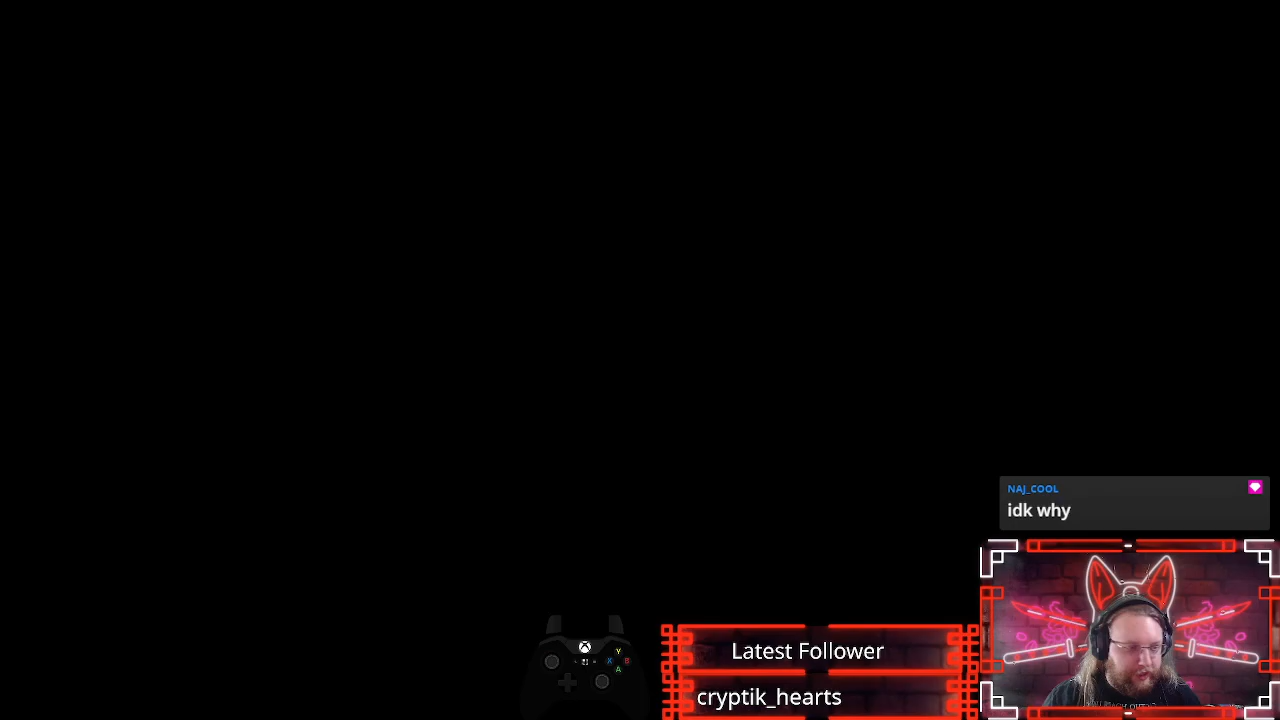 NAJ_COOL
idk why
Latest Follower
cryptik_hearts
Y
X
B
A